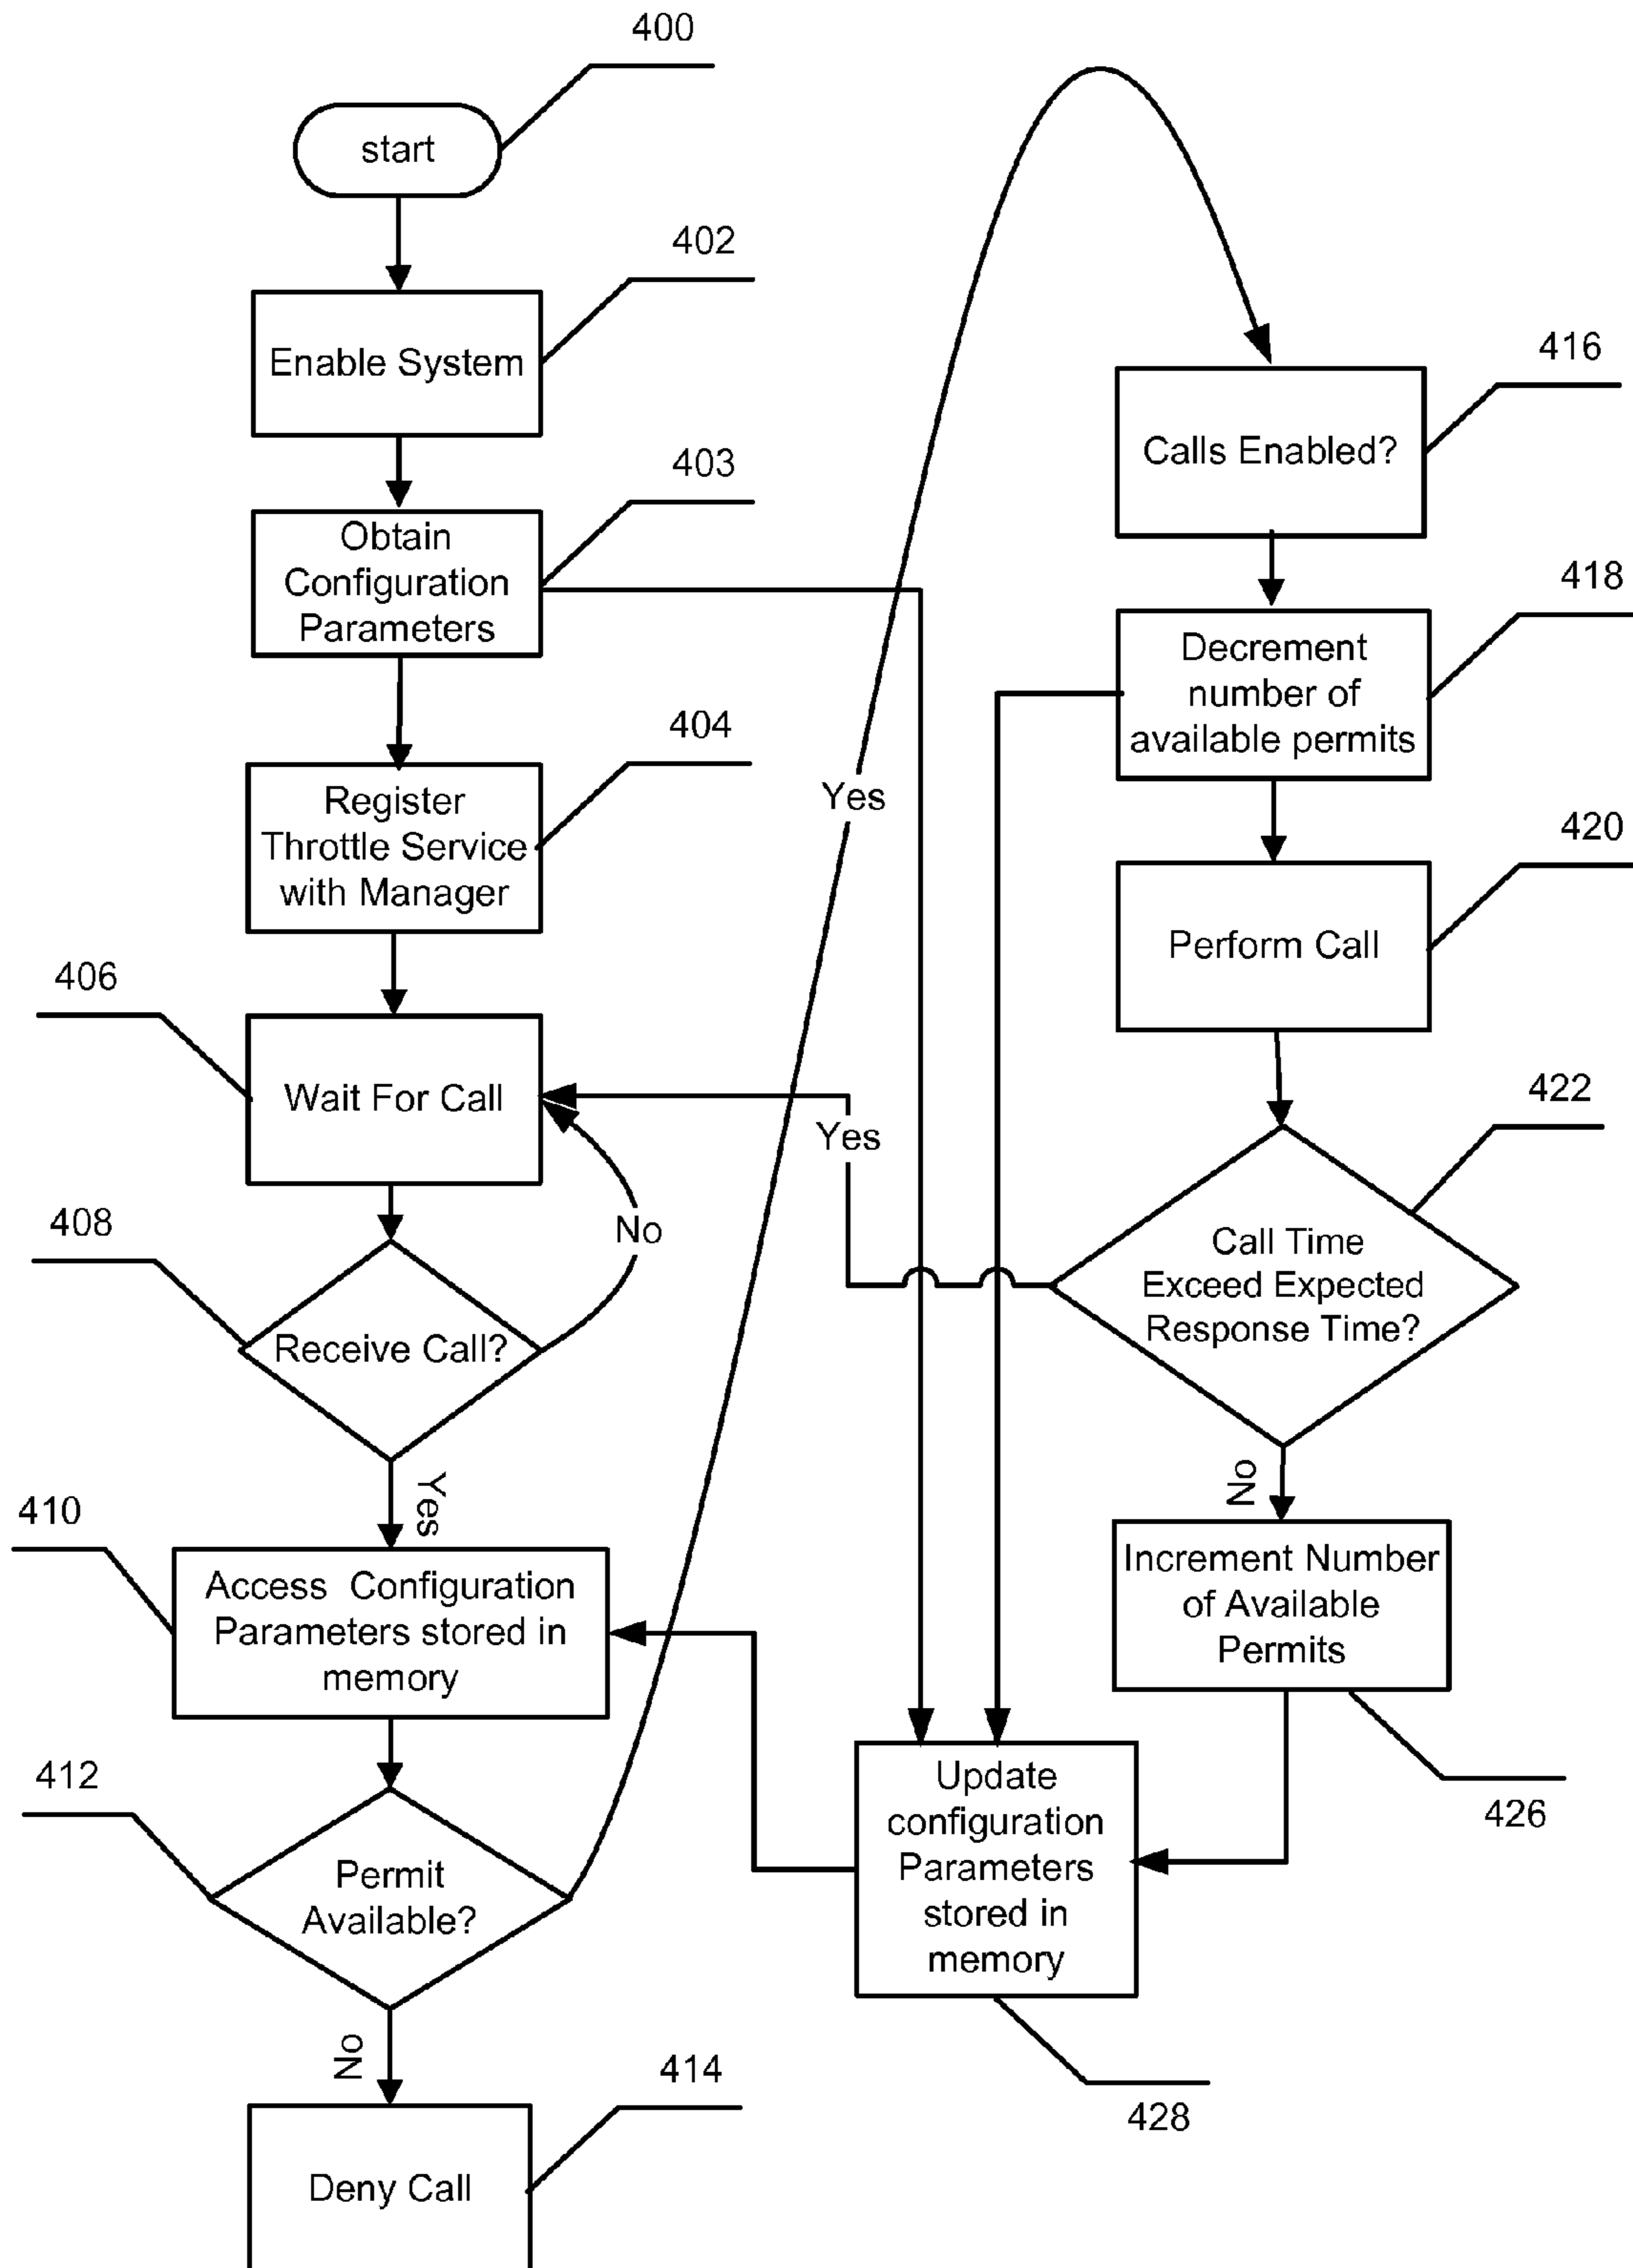 400
start
402
Enable System
403
Obtain
Configuration
Parameters
404
Register
Throttle Service
with Manager
406
Wait For Call
408
Receive Call?
No
Yes
410
Access Configuration
Parameters stored in
memory
412
Permit
Available?
No
414
Deny Call
Yes
416
Calls Enabled?
418
Decrement
number of
available permits
420
Perform Call
422
Call Time
Exceed Expected
Response Time?
Yes
No
Increment Number
of Available
Permits
426
Update
configuration
Parameters
stored in
memory
428